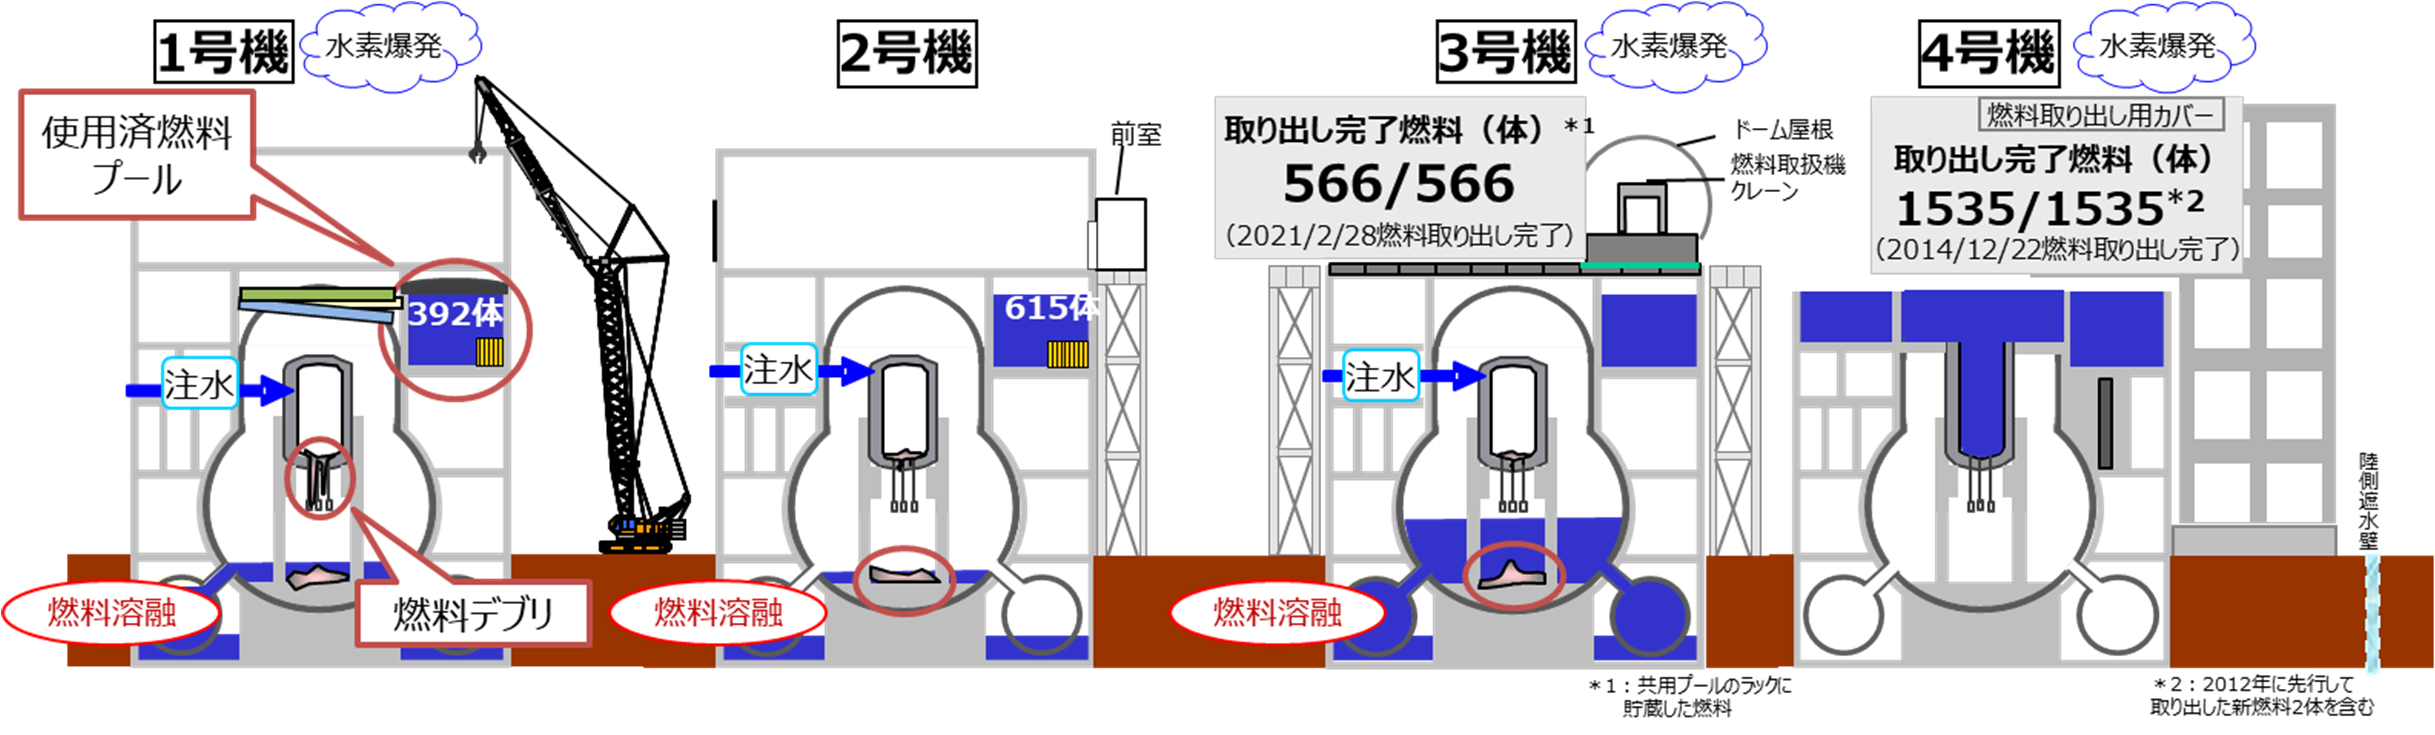 1号機
水素爆発
使用済燃料
プール
392体
注水
燃料溶融
燃料デブリ
2号機
前室
615体
注水
燃料溶融
3号機
水素爆発
取り出し完了燃料（体）＊1
566/566
（2021/2/28燃料取り出し完了）
ドーム屋根
燃料取扱機
クレーン
注水
燃料溶融
＊1：共用プールのラックに
貯蔵した燃料
4号機
水素爆発
燃料取り出し用カバー
取り出し完了燃料（体）
1535/1535＊2
（2014/12/22燃料取り出し完了）
陸側遮水壁
＊2：2012年に先行して
取り出した新燃料2体を含む